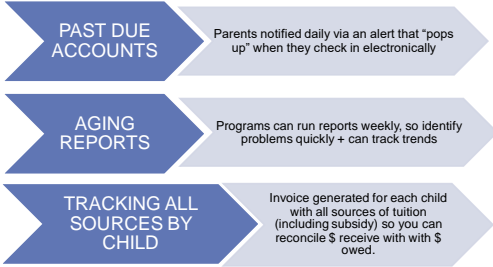 PAST DUE
ACCOUNTS
Parents notified daily via an alert that “pops
up” when they check in electronically
AGING
REPORTS
Programs can run reports weekly, so identify
problems quickly + can track trends
TRACKING ALL
SOURCES BY
CHILD
Invoice generated for each child
with all sources of tuition
(including subsidy) so you can
reconcile $ receive with with $
owed.